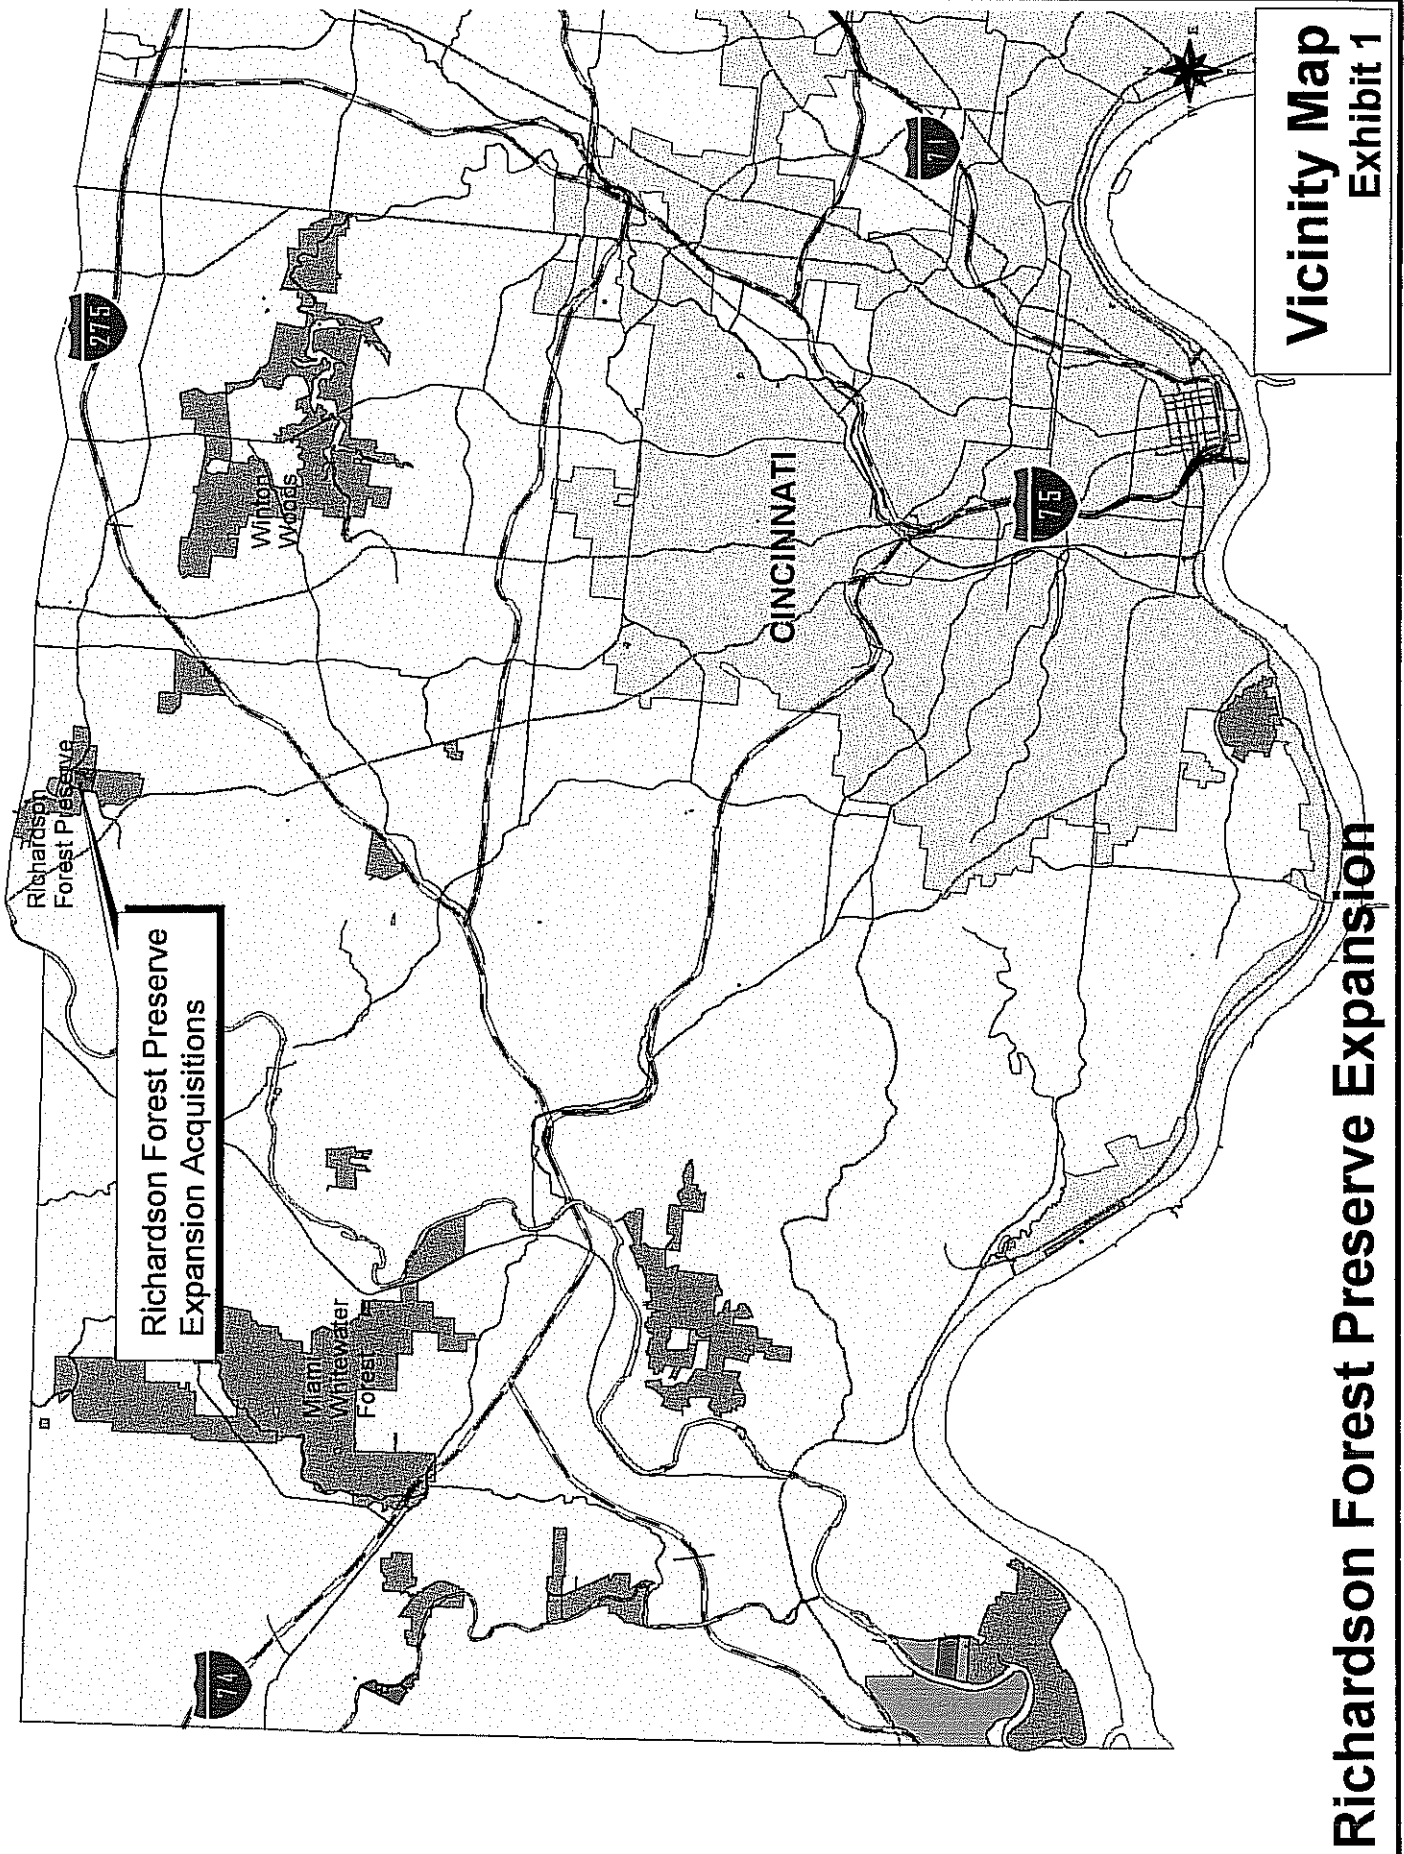 Richardson
Forest Preserve
Richardson Forest Preserve
Expansion Acquisitions
275
Winton
Woods
Miami
Whitewater
Forest
74
CINCINNATI
75
71
Richardson Forest Preserve Expansion
Vicinity Map
Exhibit 1